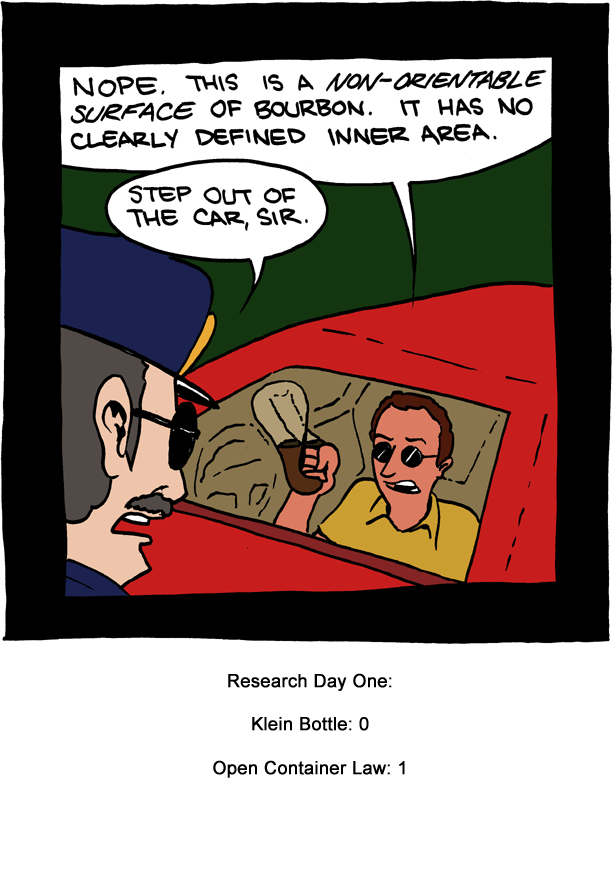 NOPE. THIS IS A NON-ORIENTABLE
SURFACE OF BOURBON. IT HAS NO
CLEARLY DEFINED INNER AREA.
STEP OUT OF
THE CAR, SIR.
Research Day One:
Klein Bottle: 0
Open Container Law: 1